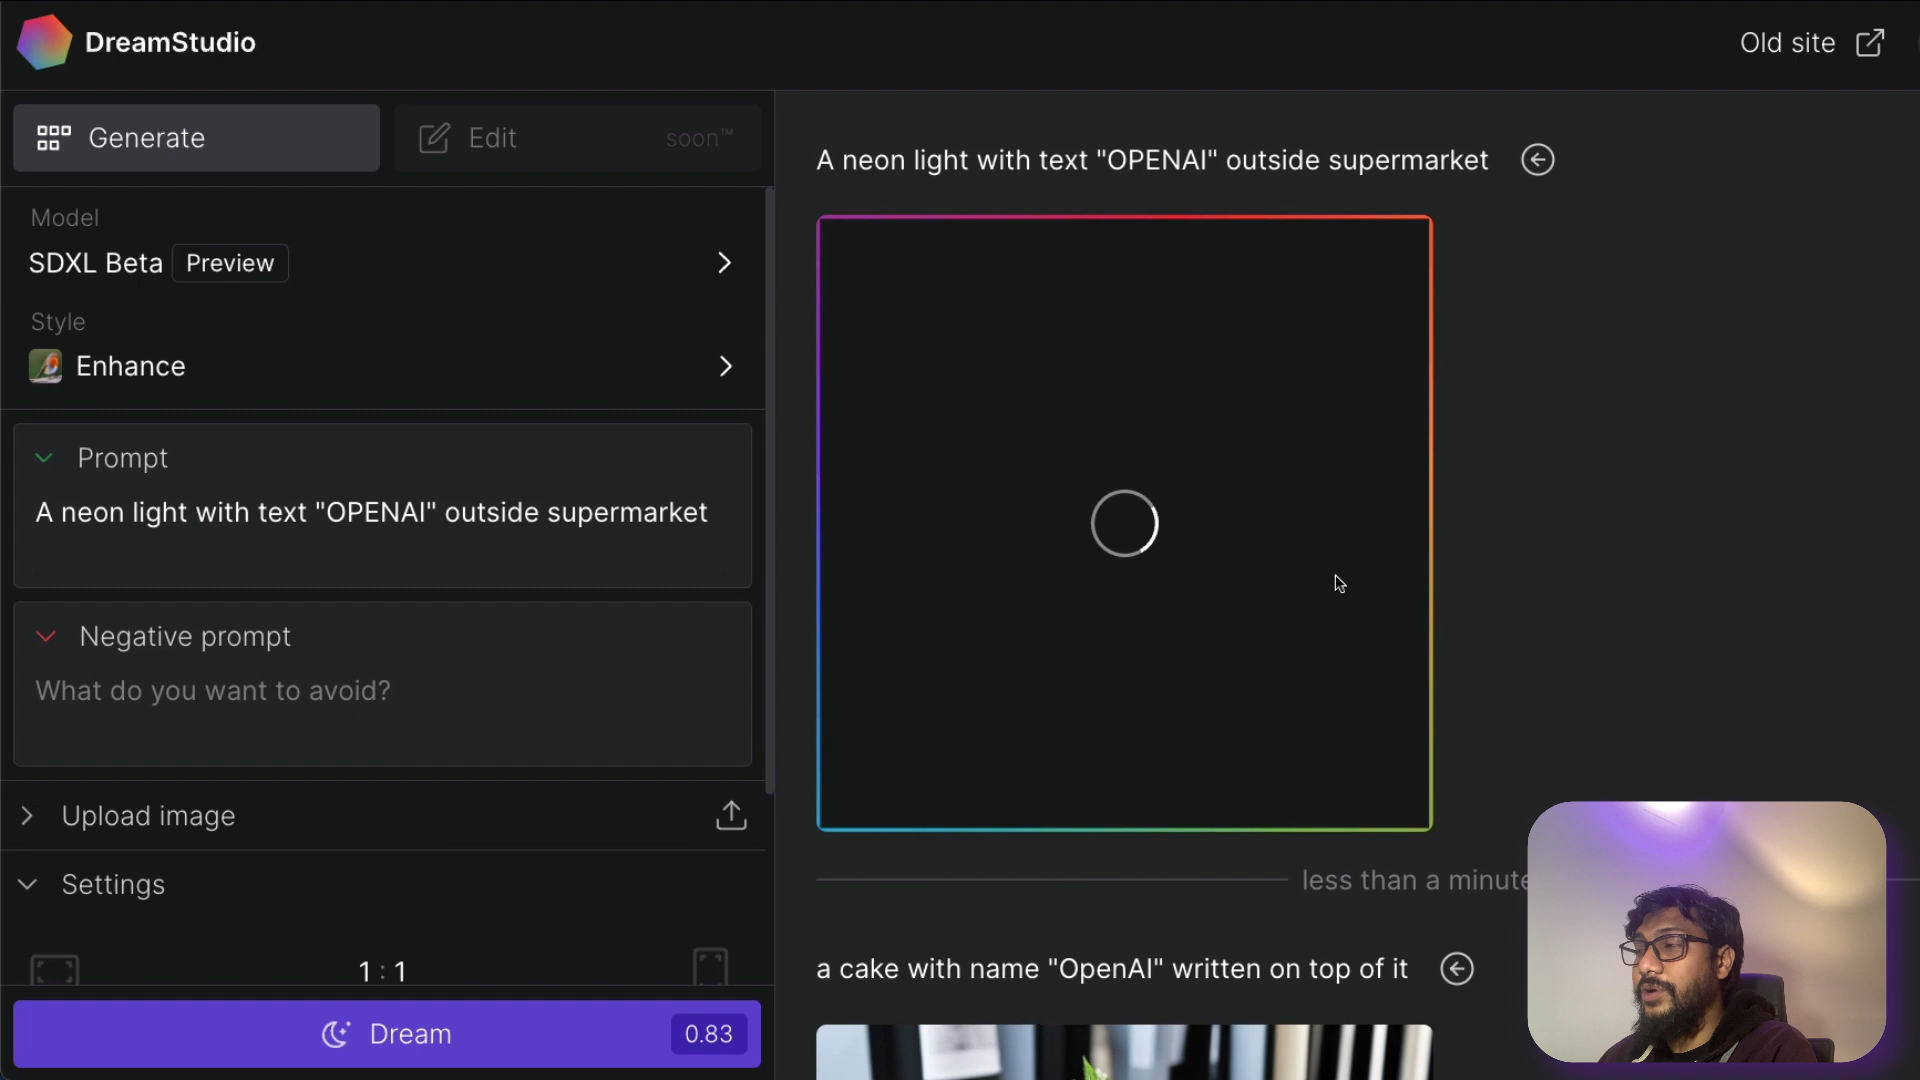 DreamStudio
Old site
Generate
Edit
soon™
Model
SDXL Beta
Preview
Style
Enhance
Prompt
A neon light with text "OPENAI" outside supermarket
Negative prompt
What do you want to avoid?
Upload image
Settings
1 : 1
Dream
0.83
A neon light with text "OPENAI" outside supermarket
less than a minute
a cake with name "OpenAI" written on top of it